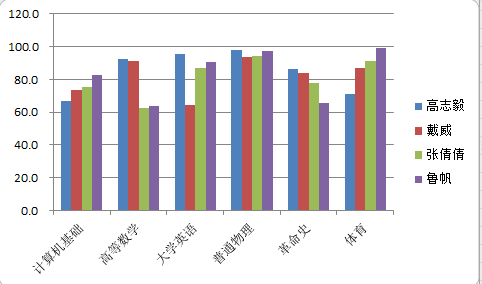 120.0
100.0
80.0
60.0
40.0
20.0
0.0
计算机基础
高等数学
大学英语
普通物理
革命史
体育
高志毅
戴威
张倩倩
鲁帆